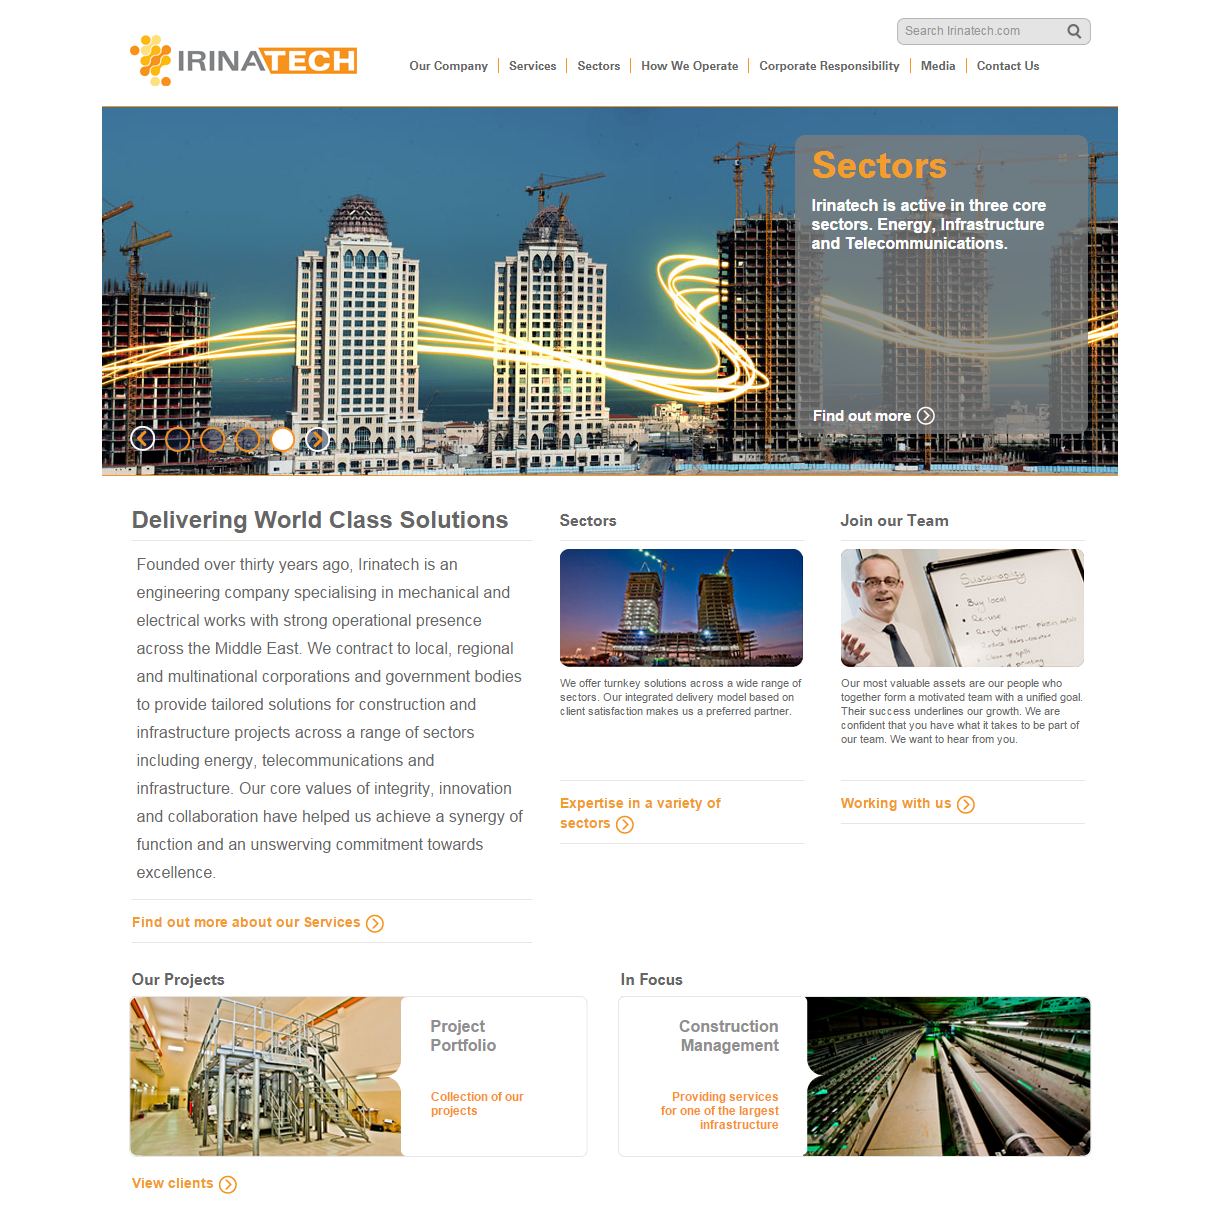 Search Irinatech.com
IRINATECH
Our Company
Services
Sectors
How We Operate
Corporate Responsibility
Media
Contact Us
Sectors
Irinatech is active in three core
sectors. Energy, Infrastructure
and Telecommunications.
Find out more
Delivering World Class Solutions
Founded over thirty years ago, Irinatech is an
engineering company specialising in mechanical and
electrical works with strong operational presence
across the Middle East. We contract to local, regional
and multinational corporations and government bodies
to provide tailored solutions for construction and
infrastructure projects across a range of sectors
including energy, telecommunications and
infrastructure. Our core values of integrity, innovation
and collaboration have helped us achieve a synergy of
function and an unswerving commitment towards
excellence.
Find out more about our Services
Sectors
We offer turnkey solutions across a wide range of
sectors. Our integrated delivery model based on
client satisfaction makes us a preferred partner.
Expertise in a variety of
sectors
Join our Team
Sustainability
• Buy local
• Re-use
• Re-cycle - paper, plastics, metals
• Clean up spills
printing
Our most valuable assets are our people who
together form a motivated team with a unified goal.
Their success underlines our growth. We are
confident that you have what it takes to be part of
our team. We want to hear from you.
Working with us
Our Projects
Project
Portfolio
Collection of our
projects
In Focus
Construction
Management
Providing services
for one of the largest
infrastructure
View clients